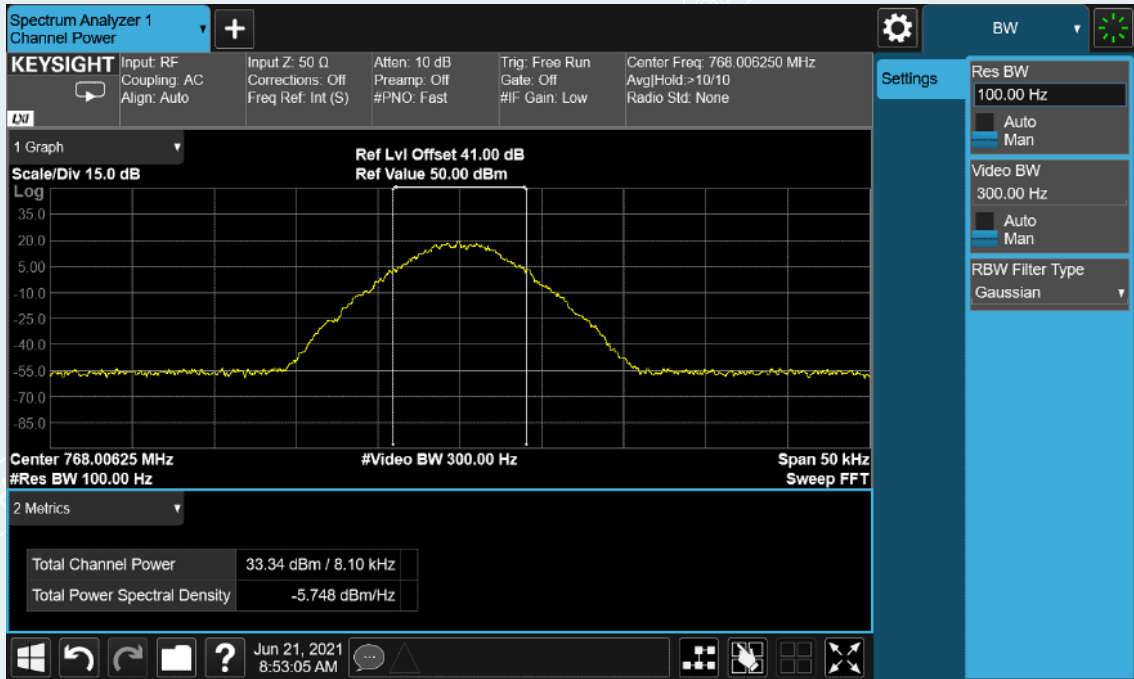 Spectrum Analyzer 1
Channel Power
+
BW
KEYSIGHT
LXI
Input: RF
Coupling: AC
Align: Auto
Input Z: 50 Ω
Corrections: Off
Freq Ref: Int (S)
Atten: 10 dB
Preamp: Off
#PNO: Fast
Trig: Free Run
Gate: Off
#IF Gain: Low
Center Freq: 768.006250 MHz
Avg|Hold:>10/10
Radio Std: None
Settings
Res BW
100.00 Hz
Auto
Man
Video BW
300.00 Hz
Auto
Man
RBW Filter Type
Gaussian
1 Graph
Scale/Div 15.0 dB
Ref Lvl Offset 41.00 dB
Ref Value 50.00 dBm
Log
35.0
20.0
5.00
-10.0
-25.0
-40.0
-55.0
-70.0
-85.0
Center 768.00625 MHz
#Video BW 300.00 Hz
Span 50 kHz
#Res BW 100.00 Hz
Sweep FFT
2 Metrics
Total Channel Power 33.34 dBm / 8.10 kHz
Total Power Spectral Density -5.748 dBm/Hz
?
Jun 21, 2021
8:53:05 AM